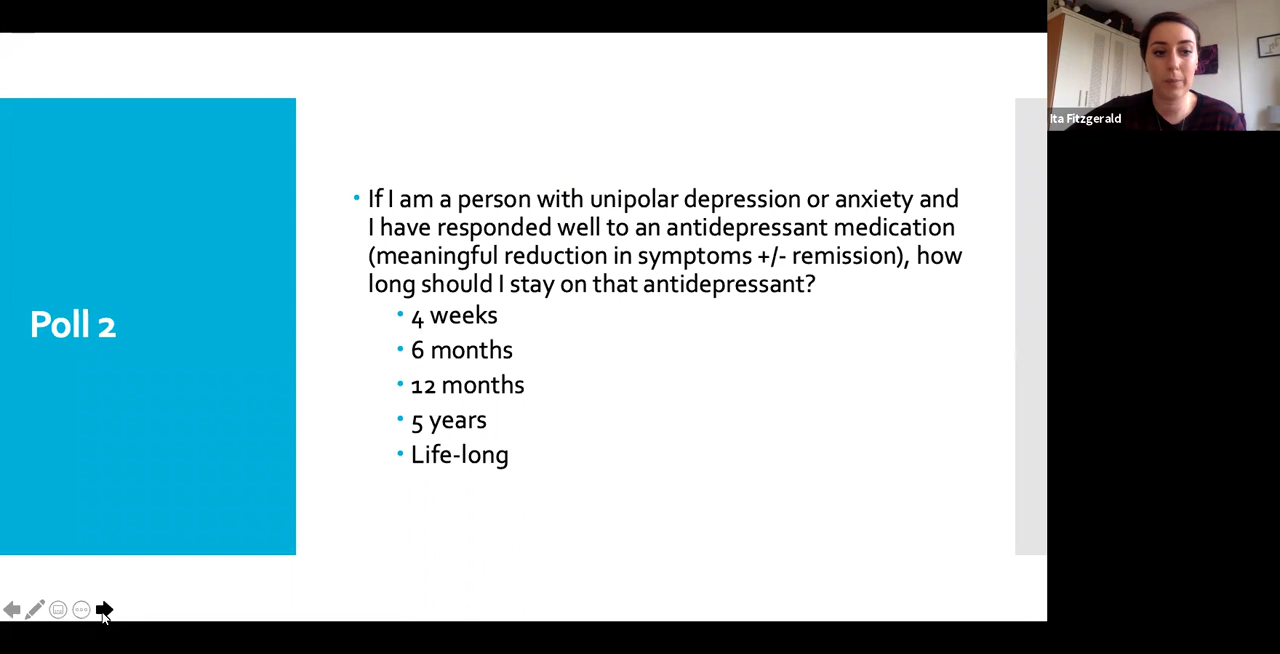 Poll 2
• If I am a person with unipolar depression or anxiety and
I have responded well to an antidepressant medication
(meaningful reduction in symptoms +/- remission), how
long should I stay on that antidepressant?
• 4 weeks
• 6 months
• 12 months
• 5 years
• Life-long
Ita Fitzgerald